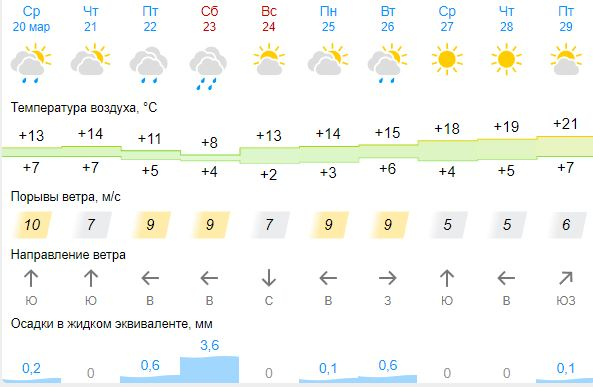 Ср Чт Пт Сб Вс Пн Вт Ср Чт Пт
20 мар 21 22 23 24 25 26 27 28 29
Температура воздуха, °C
+13 +14 +11 +8 +13 +14 +15 +18 +19 +21
+7 +7 +5 +4 +2 +3 +6 +4 +5 +7
Порывы ветра, м/с
10 7 9 9 7 9 9 5 5 6
Направление ветра
Ю Ю В В С В З Ю В ЮЗ
Осадки в жидком эквиваленте, мм
0,2 0 0,6 3,6 0 0,1 0,6 0 0 0,1